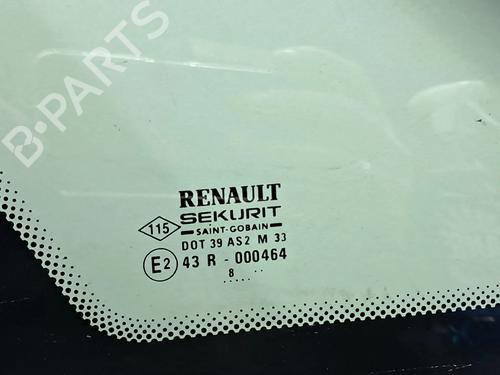 B-PARTS
RENAULT
SEKURIT
115 SAINT-GOBAIN
DOT 39 AS2 M 33
E2 43 R - 000464
8